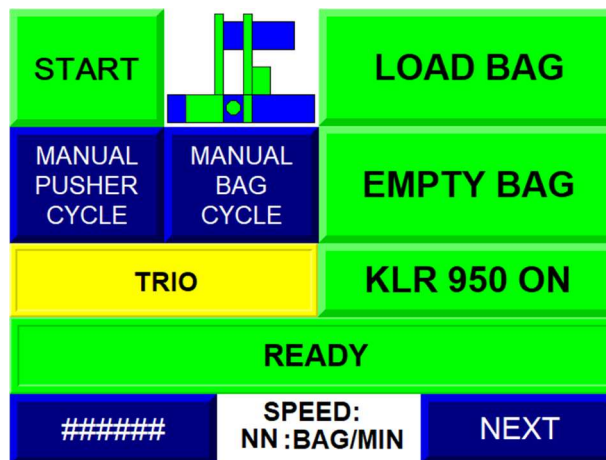 START
LOAD BAG
MANUAL
PUSHER
CYCLE
MANUAL
BAG
CYCLE
EMPTY BAG
TRIO
KLR 950 ON
READY
######
SPEED:
NN :BAG/MIN
NEXT